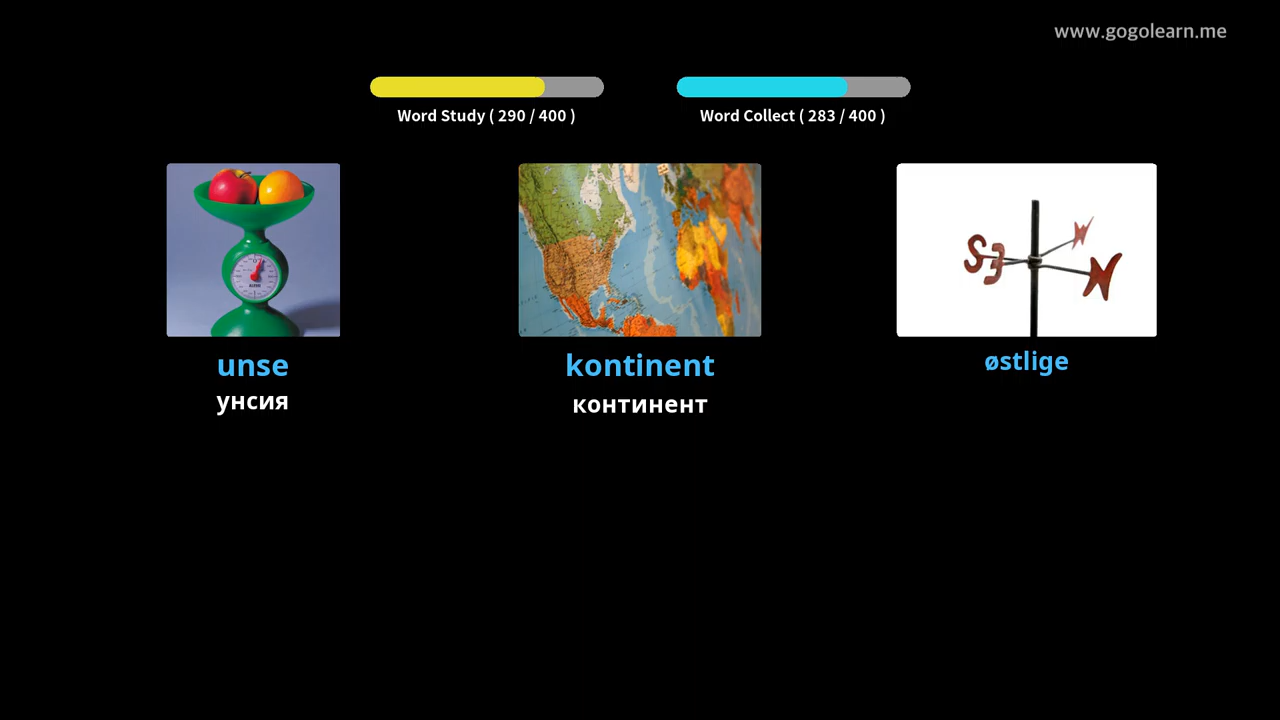 www.gogolearn.me
Word Study ( 290 / 400 )
Word Collect ( 283 / 400 )
unse
унсия
kontinent
континент
østlige